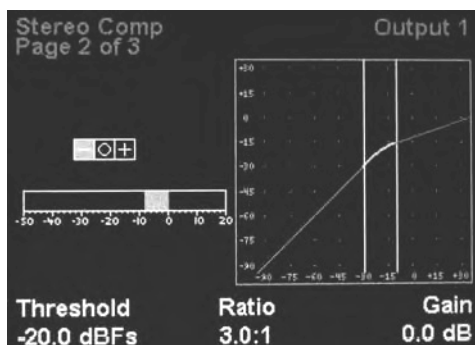 Stereo Comp
Output 1
Page 2 of 3
+30
+15
0
-15
-30
-45
-60
-75
-90
-90 -75 -60 -45 -30 -15 0 +15 +30
- O +
-50 -40 -30 -20 -10 0 10 20
Threshold Ratio Gain
-20.0 dBFs 3.0:1 0.0 dB